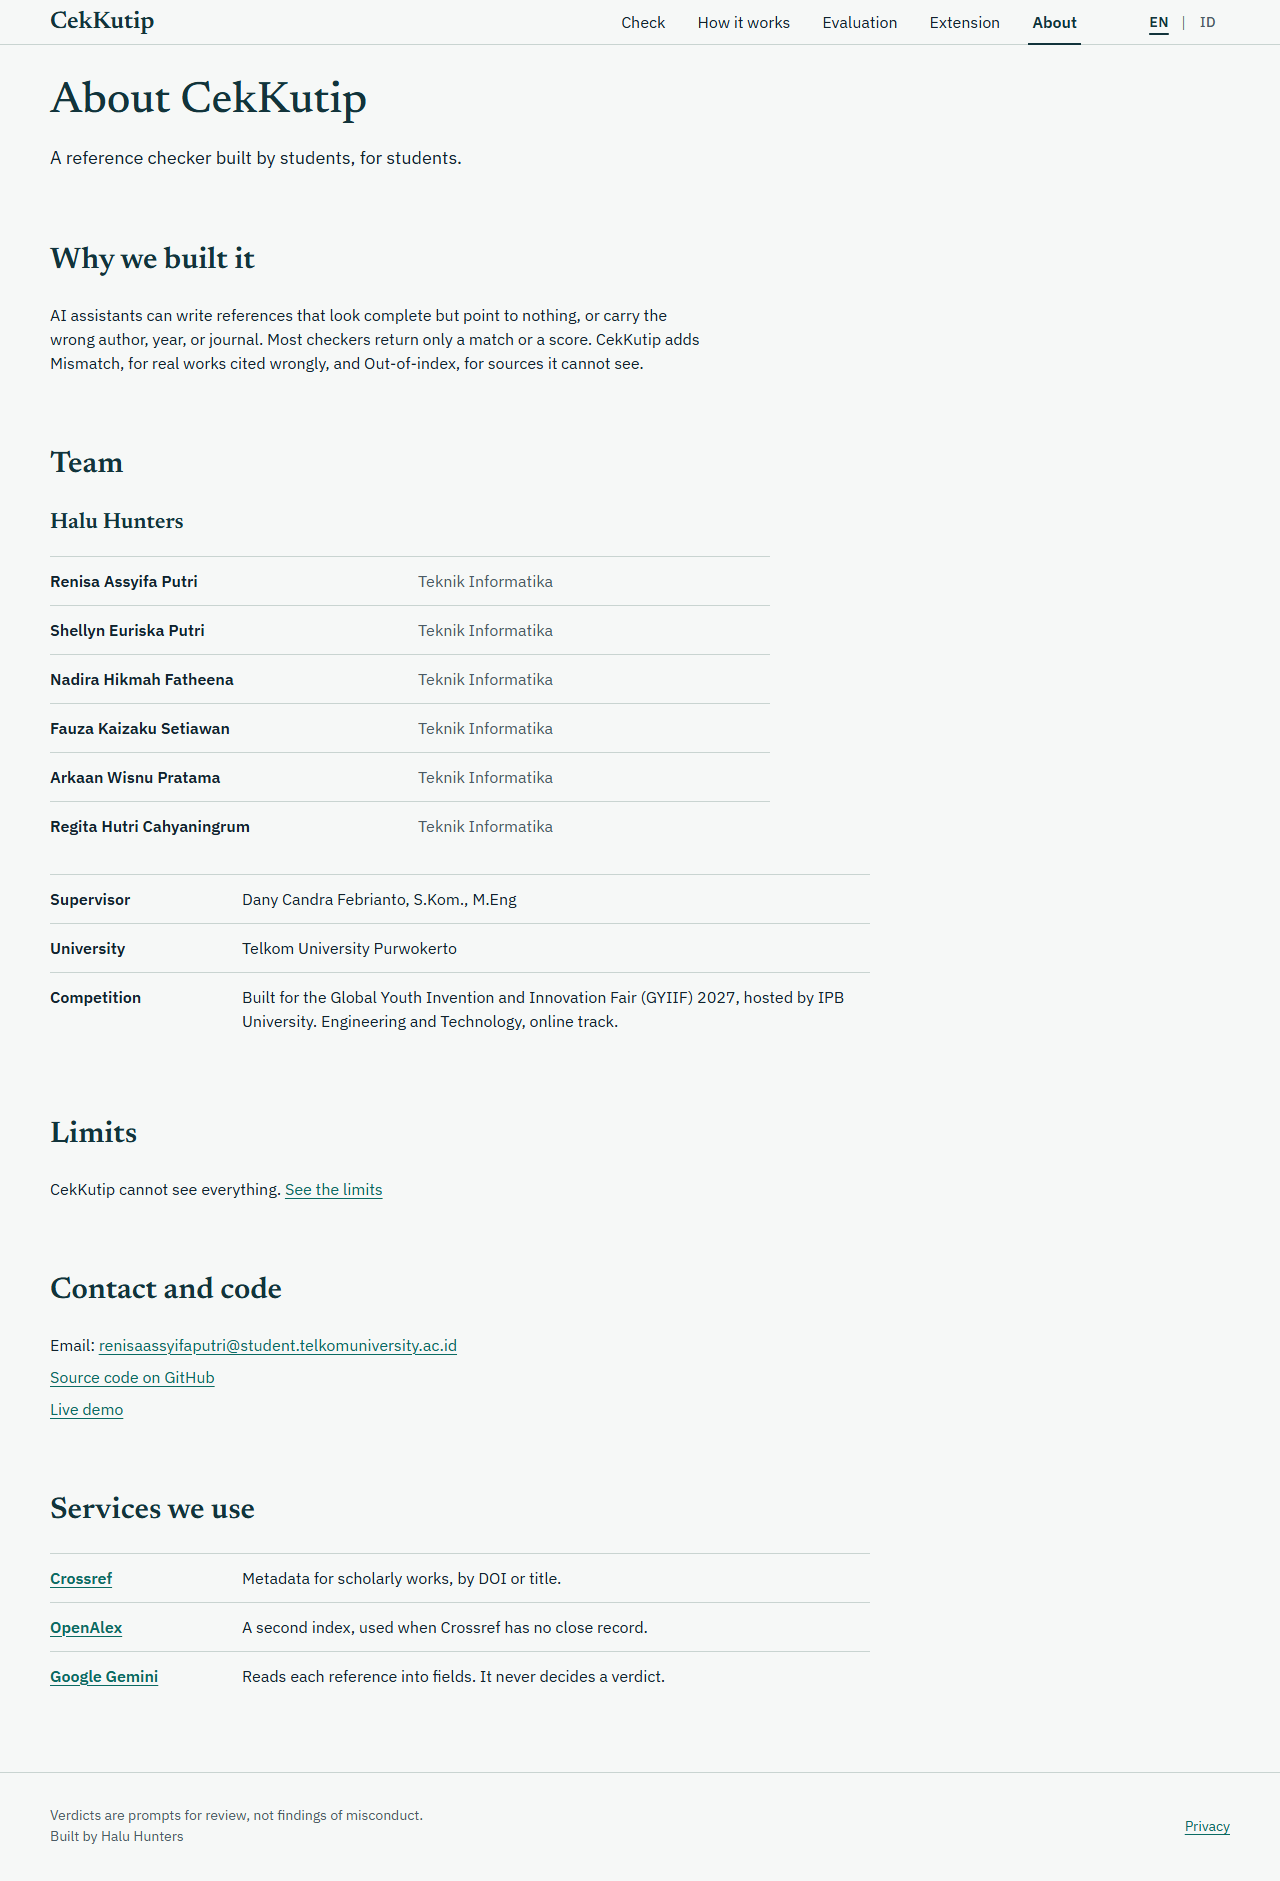 CekKutip
Check How it works Evaluation Extension About EN | ID
About CekKutip
A reference checker built by students, for students.
Why we built it
AI assistants can write references that look complete but point to nothing, or carry the
wrong author, year, or journal. Most checkers return only a match or a score. CekKutip adds
Mismatch, for real works cited wrongly, and Out-of-index, for sources it cannot see.
Team
Halu Hunters
Renisa Assyifa Putri Teknik Informatika
Shellyn Euriska Putri Teknik Informatika
Nadira Hikmah Fatheena Teknik Informatika
Fauza Kaizaku Setiawan Teknik Informatika
Arkaan Wisnu Pratama Teknik Informatika
Regita Hutri Cahyaningrum Teknik Informatika
Supervisor Dany Candra Febrianto, S.Kom., M.Eng
University Telkom University Purwokerto
Competition Built for the Global Youth Invention and Innovation Fair (GYIIF) 2027, hosted by IPB
University. Engineering and Technology, online track.
Limits
CekKutip cannot see everything. See the limits
Contact and code
Email: renisaassyifaputri@student.telkomuniversity.ac.id
Source code on GitHub
Live demo
Services we use
Crossref Metadata for scholarly works, by DOI or title.
OpenAlex A second index, used when Crossref has no close record.
Google Gemini Reads each reference into fields. It never decides a verdict.
Verdicts are prompts for review, not findings of misconduct.
Built by Halu Hunters
Privacy